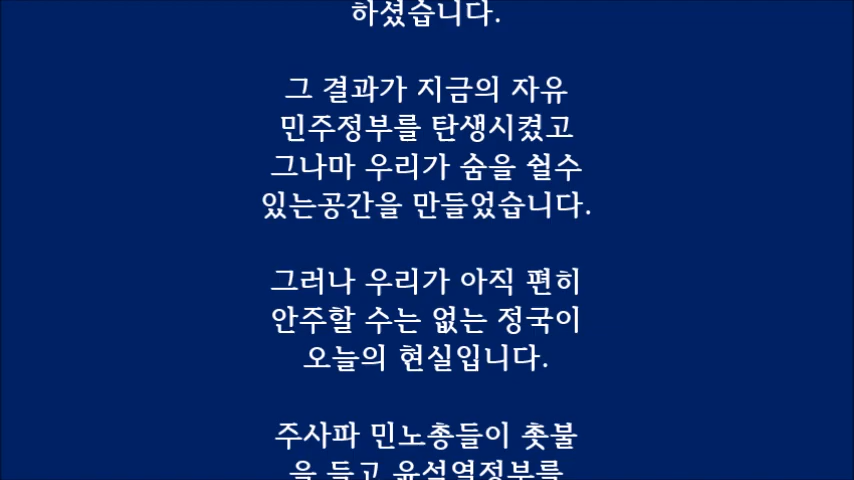 하셨습니다.
그 결과가 지금의 자유
민주정부를 탄생시켰고
그나마 우리가 숨을 쉴수
있는공간을 만들었습니다.
그러나 우리가 아직 편히
안주할 수는 없는 정국이
오늘의 현실입니다.
주사파 민노총들이 촛불
을 들고 윤석열정부를